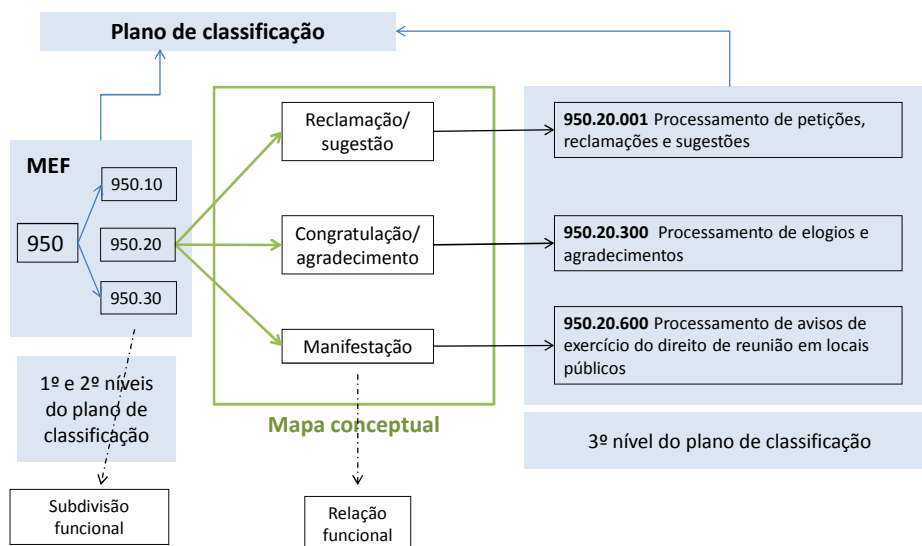 Plano de classificação
MEF
950
950.10
950.20
950.30
1º e 2º níveis
do plano de
classificação
Subdivisão
funcional
Reclamação/
sugestão
Congratulação/
agradecimento
Manifestação
Mapa conceptual
Relação
funcional
950.20.001 Processamento de petições,
reclamações e sugestões
950.20.300 Processamento de elogios e
agradecimentos
950.20.600 Processamento de avisos de
exercício do direito de reunião em locais
públicos
3º nível do plano de classificação